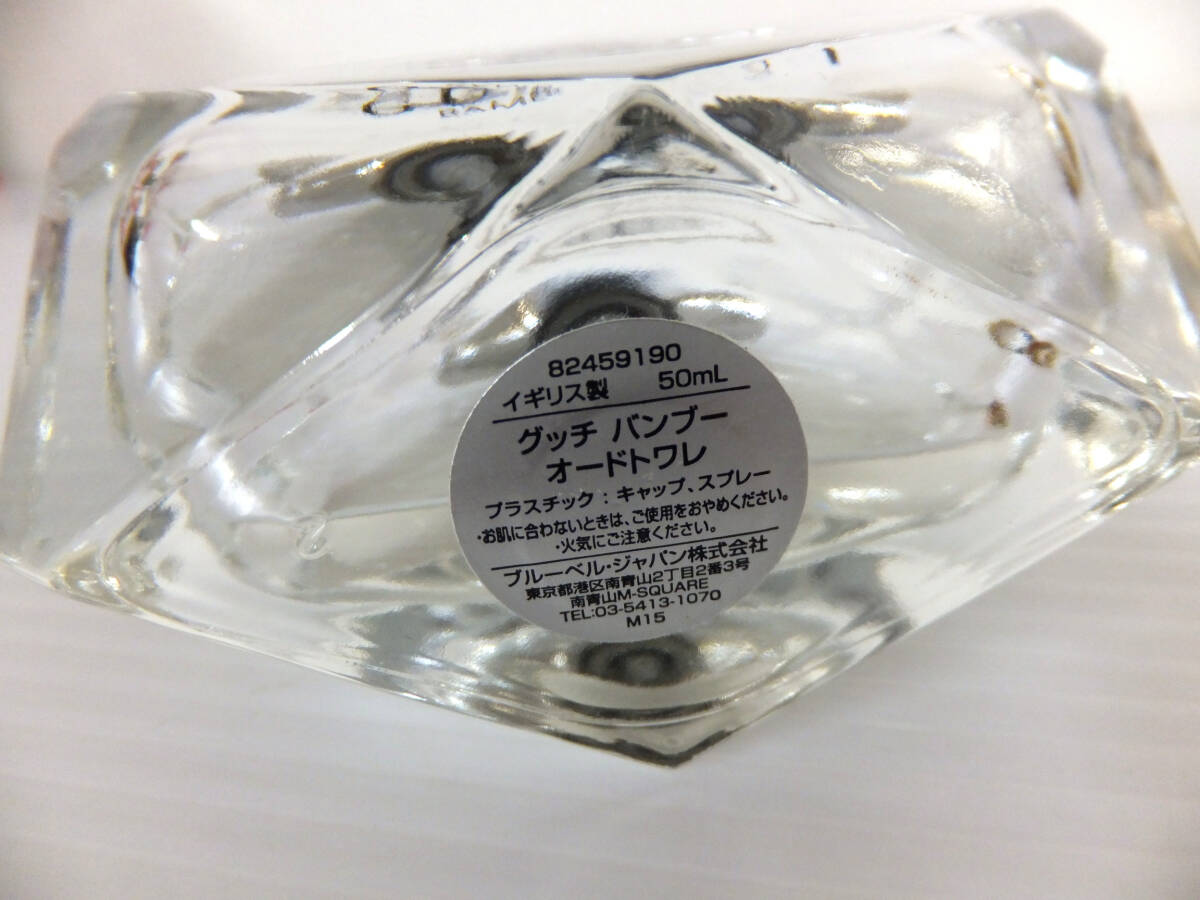 82459190
イギリス製 50mL
グッチ バンブー
オードトワレ
プラスチック : キャップ、スプレー
・お肌に合わないときは、ご使用をおやめください。
・火気にご注意ください。
ブルーベル・ジャパン株式会社
東京都港区南青山2丁目2番3号
南青山M-SQUARE
TEL:03-5413-1070
M15